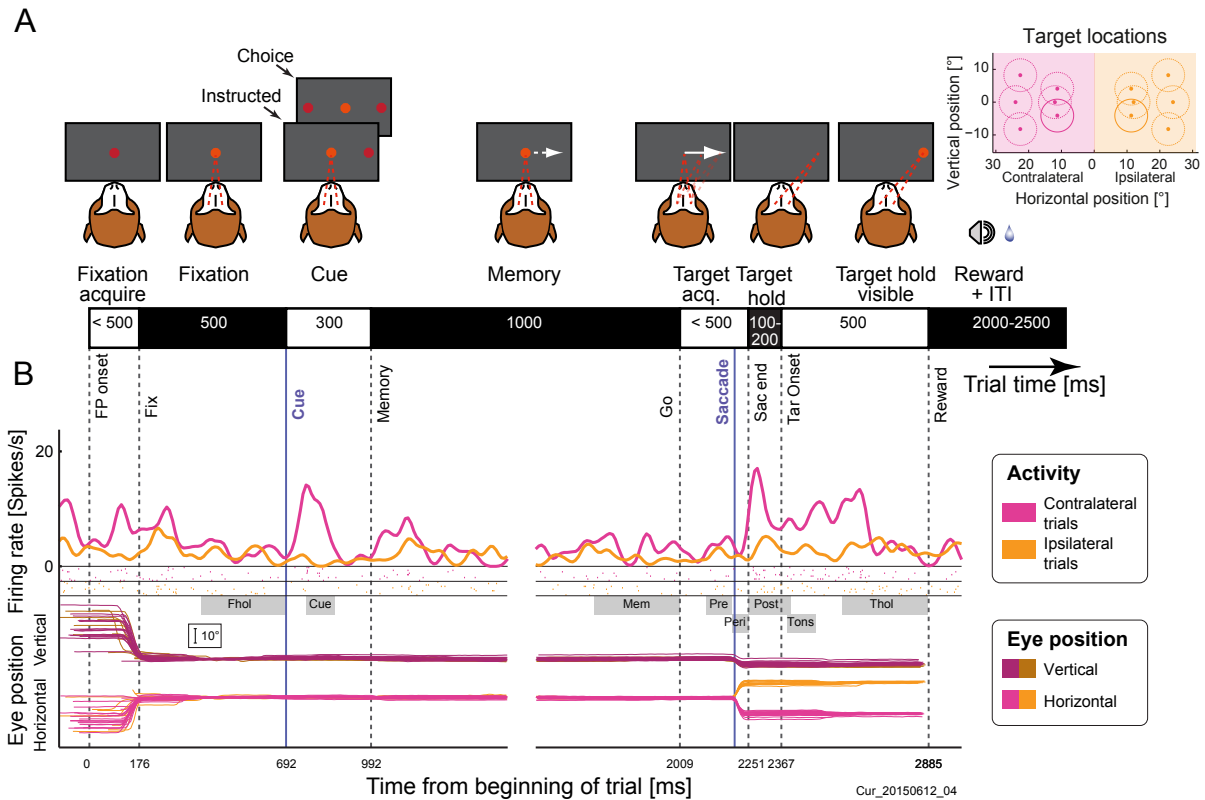 A
Choice
Instructed
Target locations
Vertical position [°]
10
0
−10
30
20
10
0
10
20
30
Contralateral
Ipsilateral
Horizontal position [°]
Fixation
acquire
Fixation
Cue
Memory
Target
acq.
Target
hold
Target hold
visible
Reward
+ ITI
< 500
500
300
1000
< 500
100-
200
500
2000-2500
Trial time [ms]
B
FP onset
Fix
Cue
Memory
Go
Saccade
Sac end
Tar Onset
Reward
Firing rate [Spikes/s]
20
0
Activity
Contralateral
trials
Ipsilateral
trials
Fhol
Cue
Mem
Pre
Peri
Post
Tons
Thol
10°
Eye position
Vertical
Horizontal
Eye position
Vertical
Horizontal
0
176
692
992
2009
2251
2367
2885
Time from beginning of trial [ms]
Cur_20150612_04